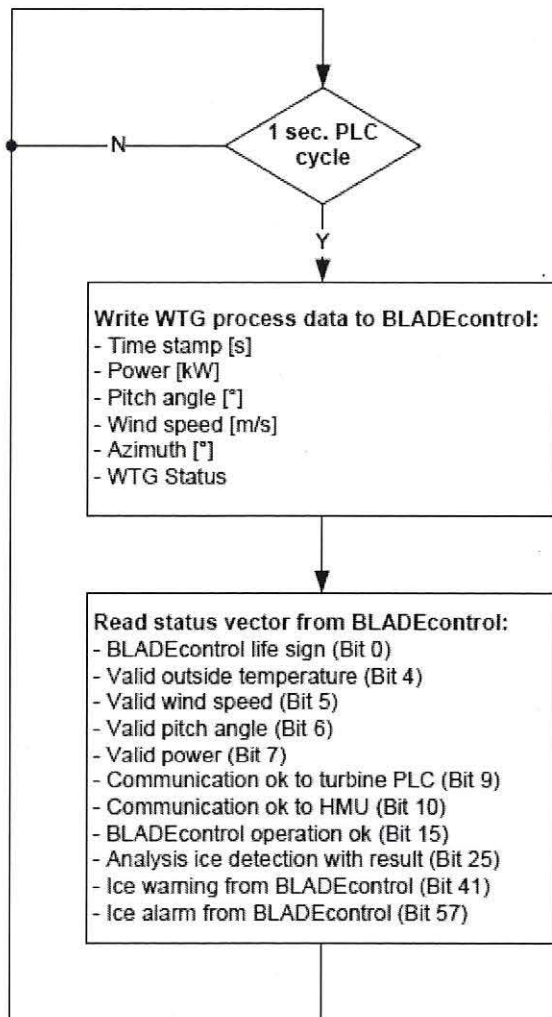 1 sec. PLC
cycle
N
Y
Write WTG process data to BLADEcontrol:
- Time stamp [s]
- Power [kW]
- Pitch angle [°]
- Wind speed [m/s]
- Azimuth [°]
- WTG Status
Read status vector from BLADEcontrol:
- BLADEcontrol life sign (Bit 0)
- Valid outside temperature (Bit 4)
- Valid wind speed (Bit 5)
- Valid pitch angle (Bit 6)
- Valid power (Bit 7)
- Communication ok to turbine PLC (Bit 9)
- Communication ok to HMU (Bit 10)
- BLADEcontrol operation ok (Bit 15)
- Analysis ice detection with result (Bit 25)
- Ice warning from BLADEcontrol (Bit 41)
- Ice alarm from BLADEcontrol (Bit 57)